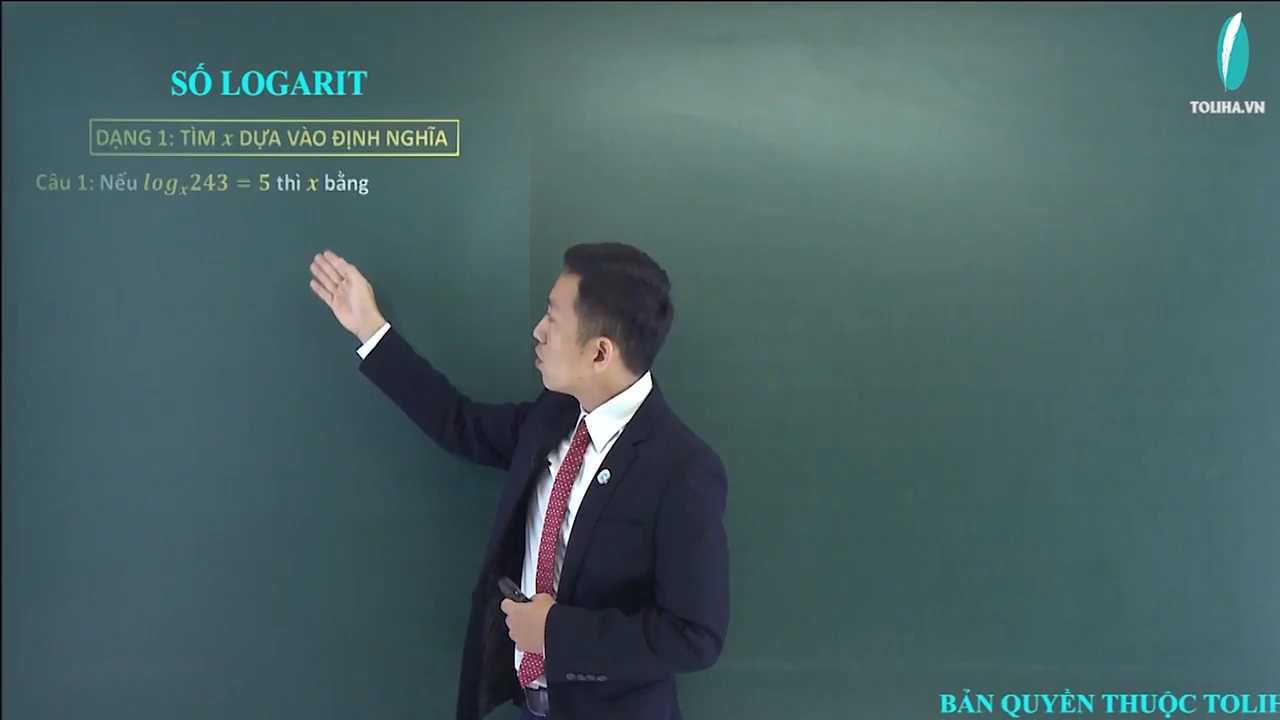 SỐ LOGARIT
TOLIHA.VN
DẠNG 1: TÌM x DỰA VÀO ĐỊNH NGHĨA
Câu 1: Nếu logₓ243 = 5 thì x bằng
BẢN QUYỀN THUỘC TOLIH